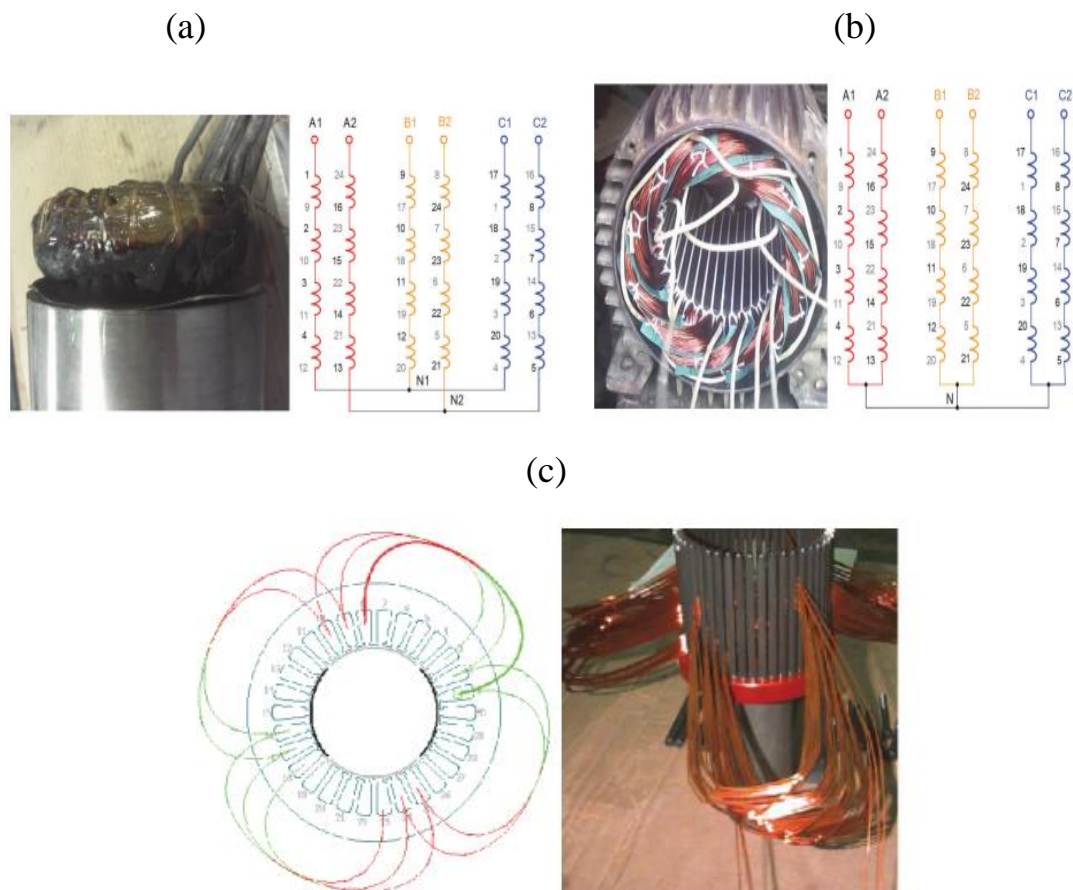 (a)
A1 A2 B1 B2 C1 C2
1 24 9 8 17 16
9 16 17 24 1 8
2 23 10 7 18 15
10 15 18 23 2 7
3 22 11 6 19 14
11 14 19 22 3 6
4 21 12 5 20 13
12 13 20 21 4 5
N1
N2
(b)
A1 A2 B1 B2 C1 C2
1 24 9 8 17 16
9 16 17 24 1 8
2 23 10 7 18 15
10 15 18 23 2 7
3 22 11 6 19 14
11 14 19 22 3 6
4 21 12 5 20 13
12 13 20 21 4 5
N
(c)